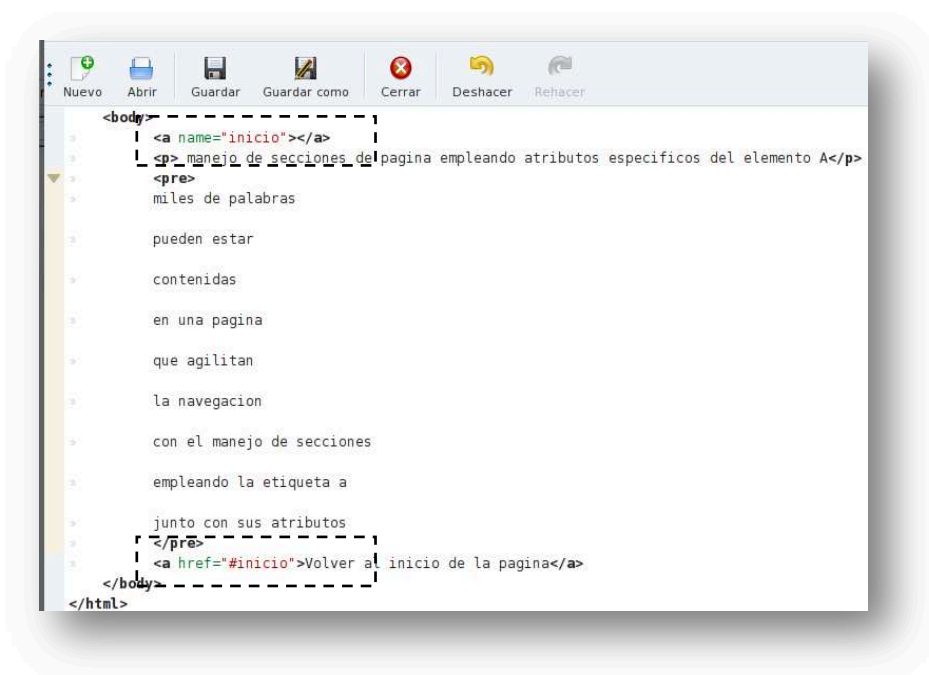 Nuevo Abrir Guardar Guardar como Cerrar Deshacer Rehacer
<body>
<a name="inicio"></a>
<p> manejo de secciones de pagina empleando atributos especificos del elemento A</p>
<pre>
miles de palabras
pueden estar
contenidas
en una pagina
que agilitan
la navegacion
con el manejo de secciones
empleando la etiqueta a
junto con sus atributos
</pre>
<a href="#inicio">Volver al inicio de la pagina</a>
</body>
</html>